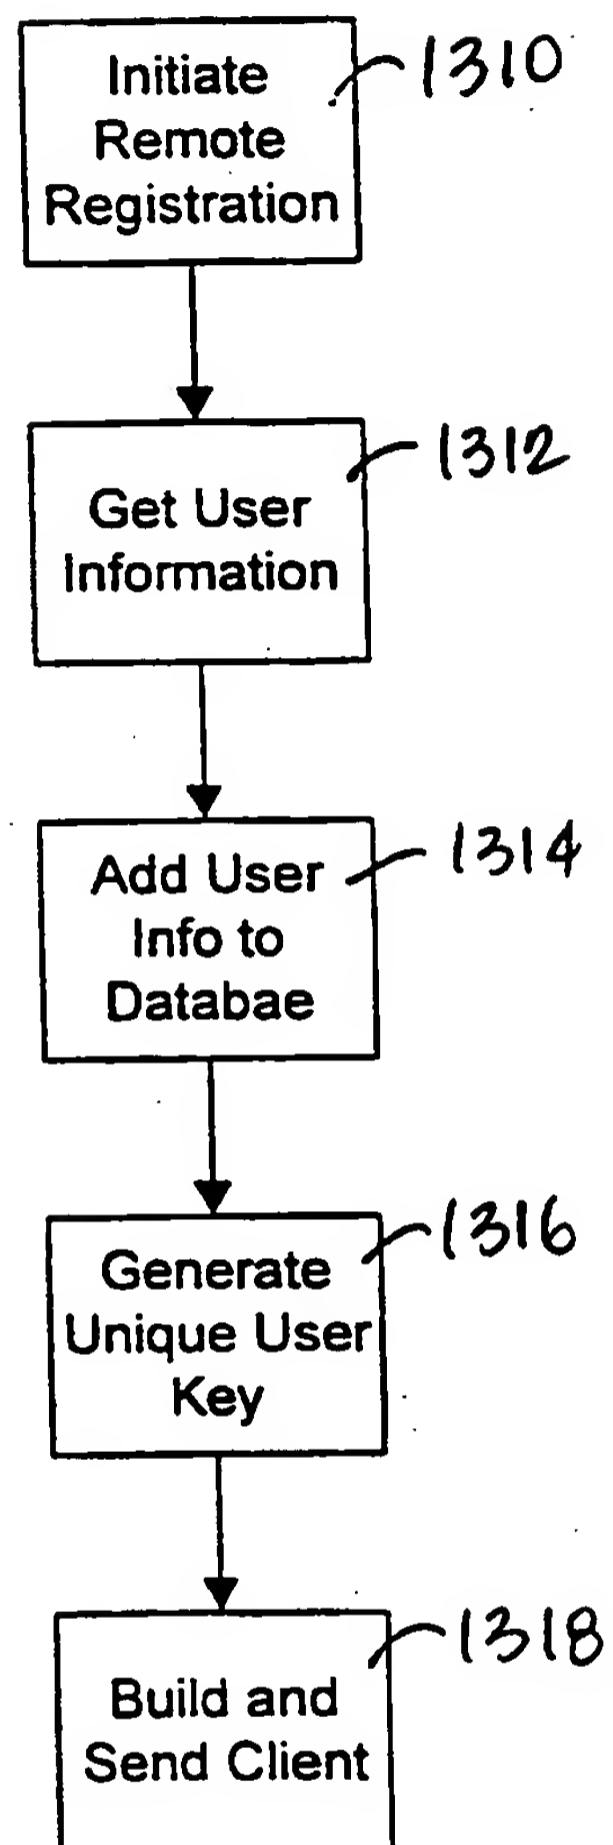 Initiate
Remote
Registration
1310
Get User
Information
1312
Add User
Info to
Databae
1314
Generate
Unique User
Key
1316
Build and
Send Client
1318